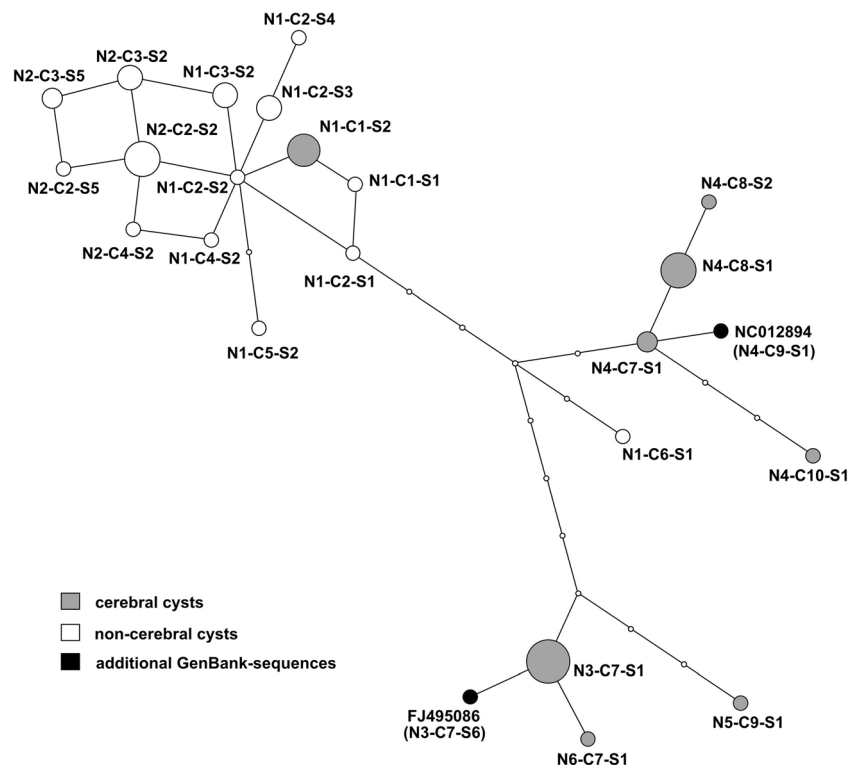 N1-C2-S4
N2-C3-S2
N1-C3-S2
N2-C3-S5
N1-C2-S3
N1-C1-S2
N2-C2-S2
N2-C2-S5
N1-C2-S2
N1-C1-S1
N4-C8-S2
N2-C4-S2
N1-C4-S2
N1-C2-S1
N4-C8-S1
NC012894
(N4-C9-S1)
N1-C5-S2
N4-C7-S1
N1-C6-S1
N4-C10-S1
cerebral cysts
non-cerebral cysts
additional GenBank-sequences
N3-C7-S1
FJ495086
(N3-C7-S6)
N5-C9-S1
N6-C7-S1